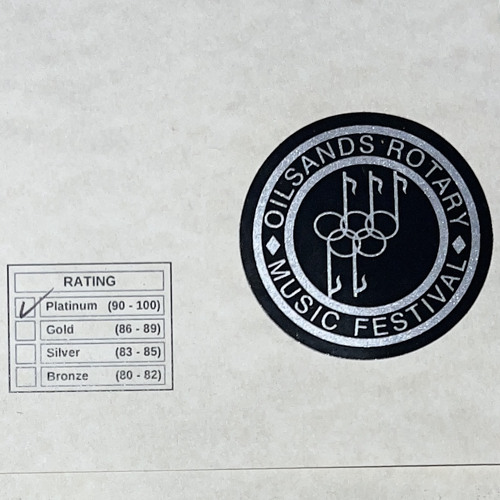 OILSANDS ROTARY
MUSIC FESTIVAL
RATING
Platinum (90 - 100)
Gold (86 - 89)
Silver (83 - 85)
Bronze (80 - 82)